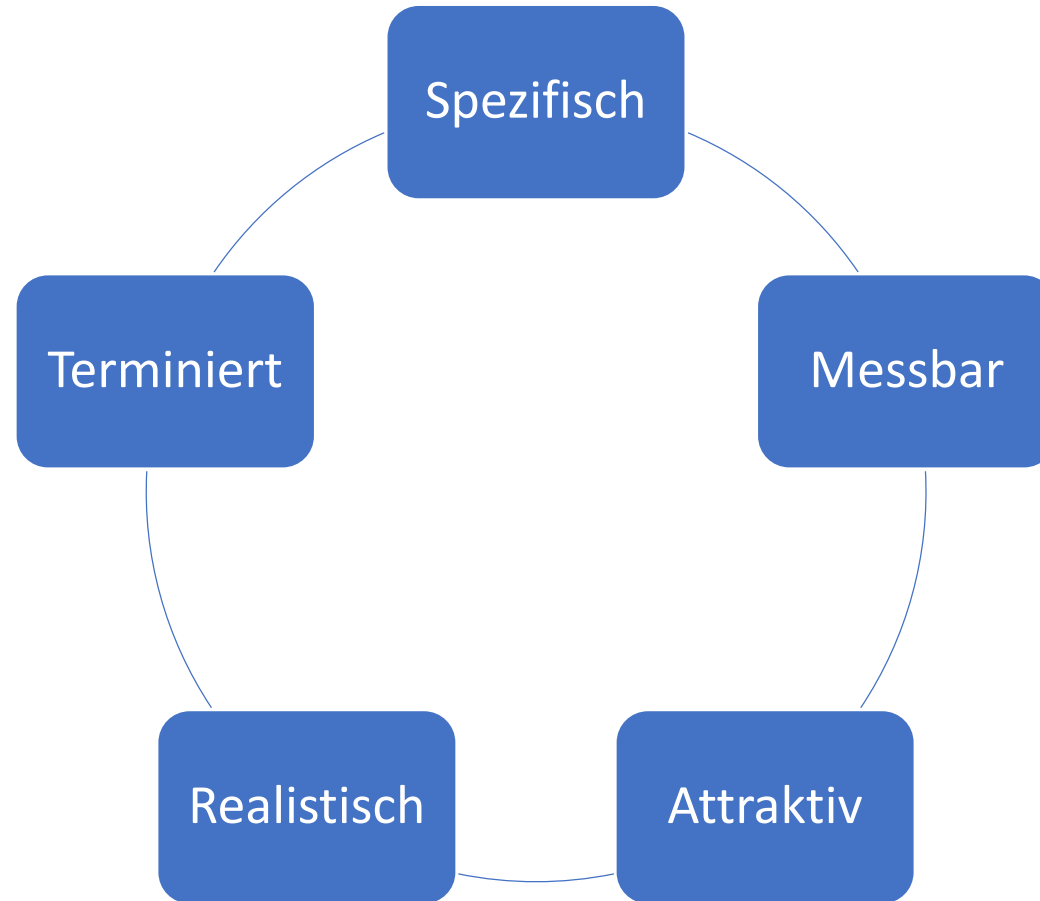 Spezifisch
Messbar
Attraktiv
Realistisch
Terminiert